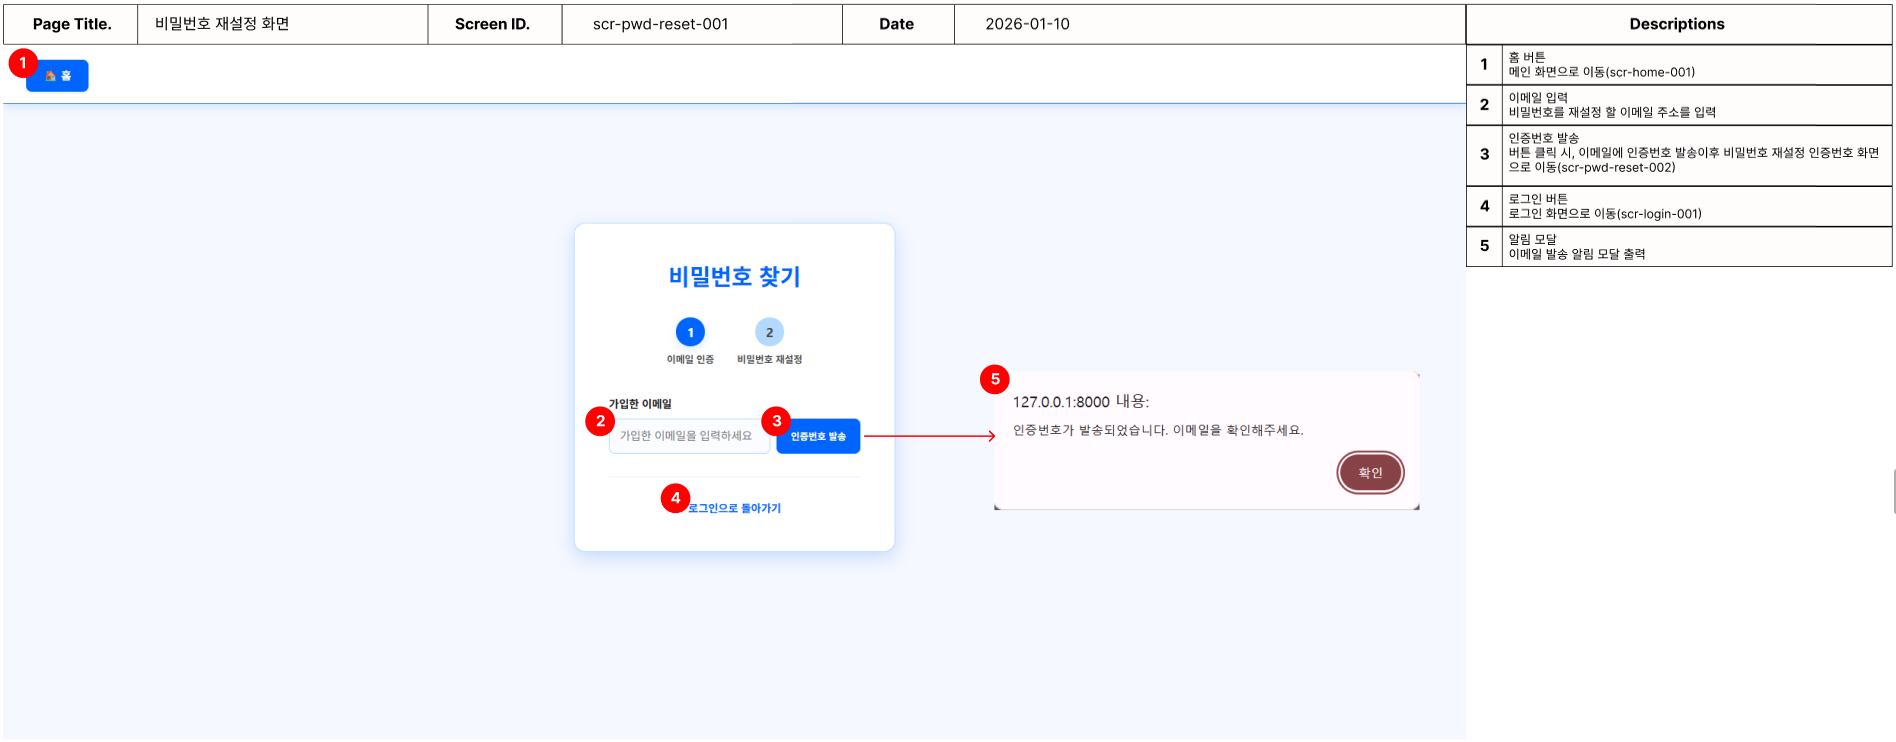 Page Title.
비밀번호 재설정 화면
Screen ID.
scr-pwd-reset-001
Date
2026-01-10
Descriptions
1
홈
1
홈 버튼
메인 화면으로 이동(scr-home-001)
2
이메일 입력
비밀번호를 재설정 할 이메일 주소를 입력
3
인증번호 발송
버튼 클릭 시, 이메일에 인증번호 발송이후 비밀번호 재설정 인증번호 화면
으로 이동(scr-pwd-reset-002)
4
로그인 버튼
로그인 화면으로 이동(scr-login-001)
5
알림 모달
이메일 발송 알림 모달 출력
비밀번호 찾기
1
2
이메일 인증
비밀번호 재설정
가입한 이메일
2
가입한 이메일을 입력하세요
3
인증번호 발송
4
로그인으로 돌아가기
5
127.0.0.1:8000 내용:
인증번호가 발송되었습니다. 이메일을 확인해주세요.
확인